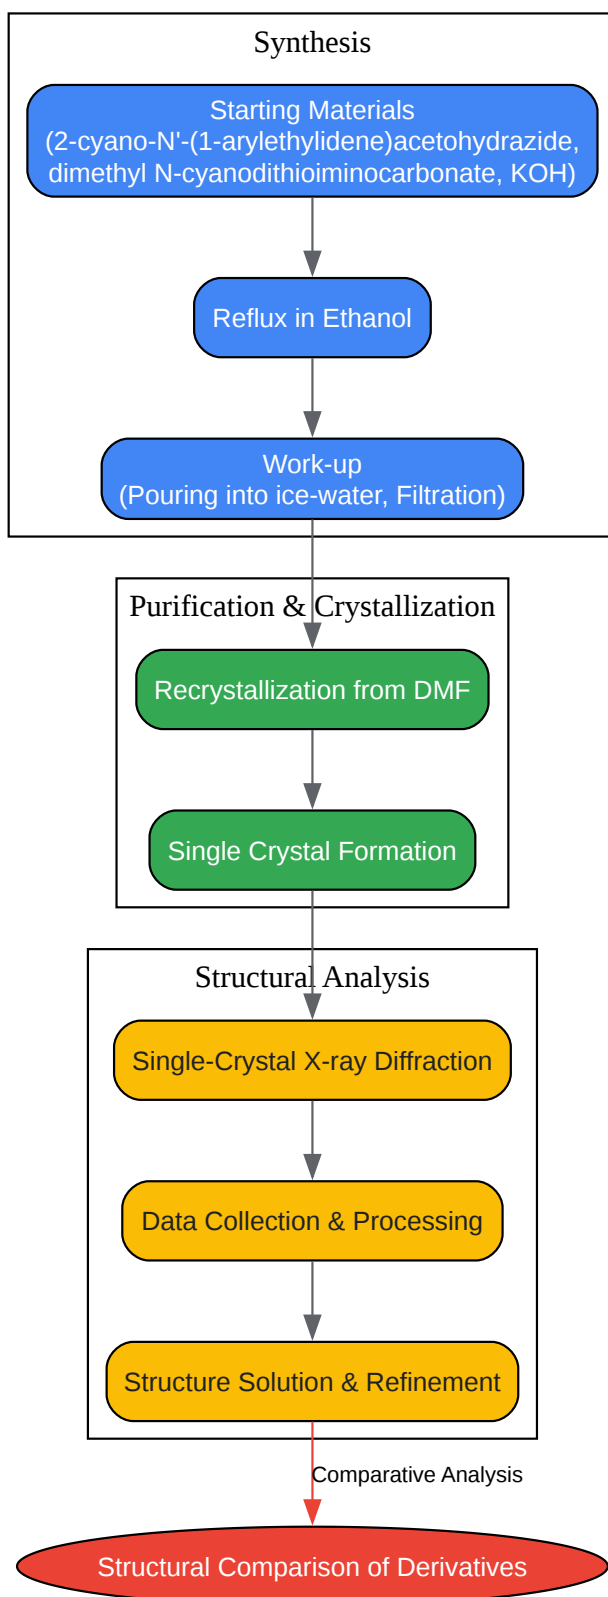 Synthesis
Starting Materials
(2-cyano-N'-(1-arylethylidene)acetohydrazide,
dimethyl N-cyanodithioiminocarbonate, KOH)
Reflux in Ethanol
Work-up
(Pouring into ice-water, Filtration)
Purification & Crystallization
Recrystallization from DMF
Single Crystal Formation
Structural Analysis
Single-Crystal X-ray Diffraction
Data Collection & Processing
Structure Solution & Refinement
Comparative Analysis
Structural Comparison of Derivatives